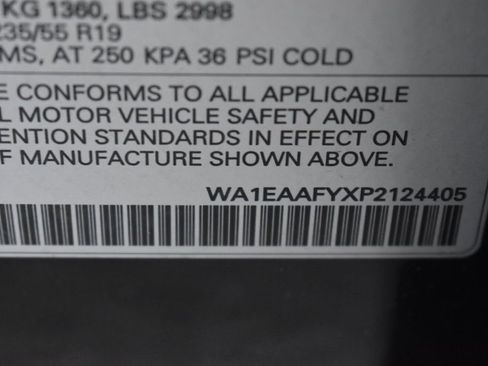 KG 1360, LBS 2998
235/55 R19
MS, AT 250 KPA 36 PSI COLD
E CONFORMS TO ALL APPLICABLE
L MOTOR VEHICLE SAFETY AND
ENTION STANDARDS IN EFFECT ON
F MANUFACTURE SHOWN ABOVE.
WA1EAAFYXP2124405